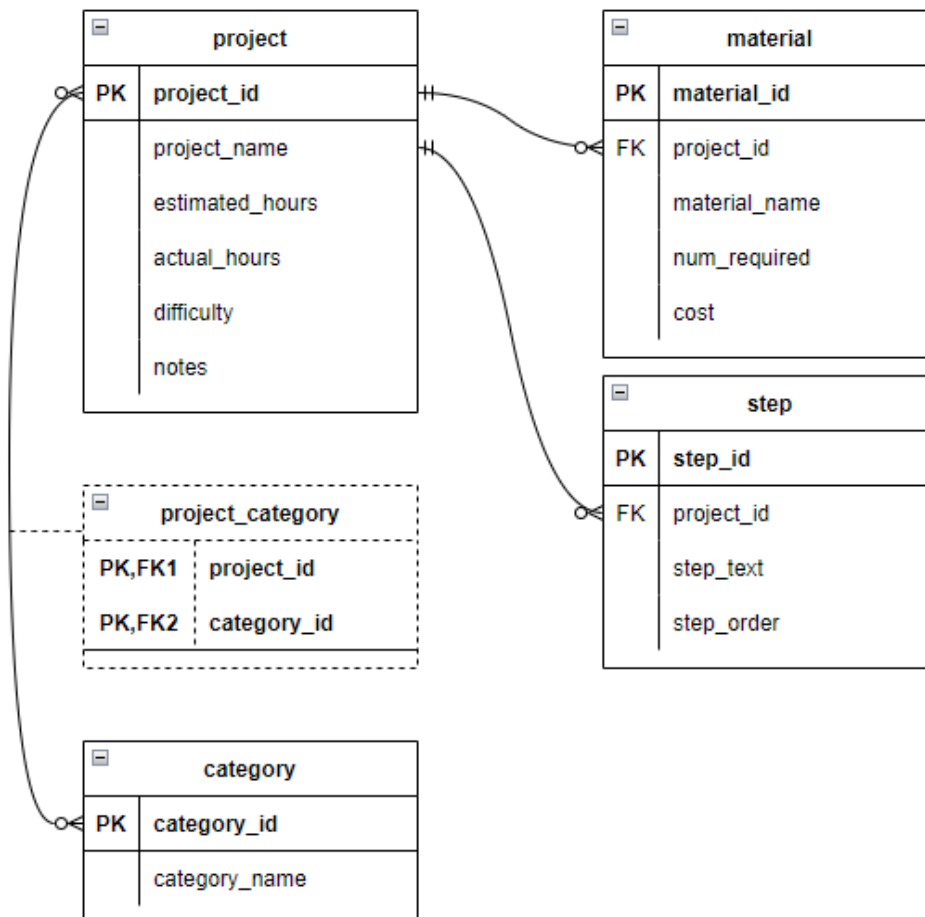 project
PK project_id
project_name
estimated_hours
actual_hours
difficulty
notes
material
PK material_id
FK project_id
material_name
num_required
cost
step
PK step_id
FK project_id
step_text
step_order
project_category
PK,FK1 project_id
PK,FK2 category_id
category
PK category_id
category_name